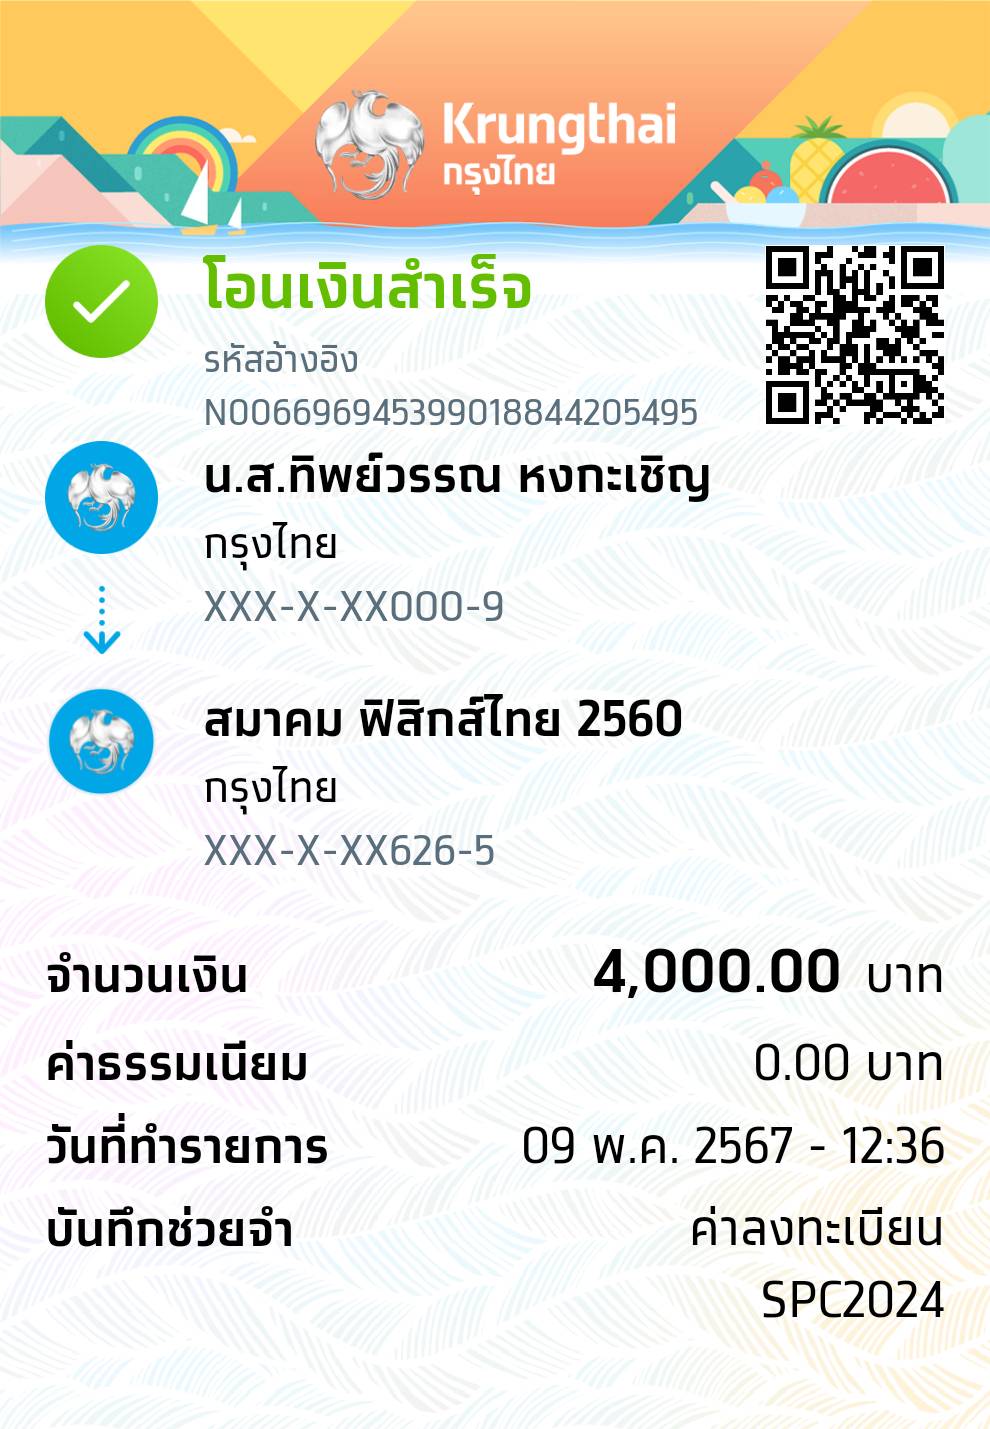 Krungthai
กรุงไทย
โอนเงินสำเร็จ
รหัสอ้างอิง
N00669694539901884420549​5
น.ส.ทิพย์วรรณ หงกะเชิญ
กรุงไทย
XXX-X-XX000-9
สมาคม ฟิสิกส์ไทย 2560
กรุงไทย
XXX-X-XX626-5
จำนวนเงิน 4,000.00 บาท
ค่าธรรมเนียม 0.00 บาท
วันที่ทำรายการ 09 พ.ค. 2567 - 12:36
บันทึกช่วยจำ ค่าลงทะเบียน
SPC2024